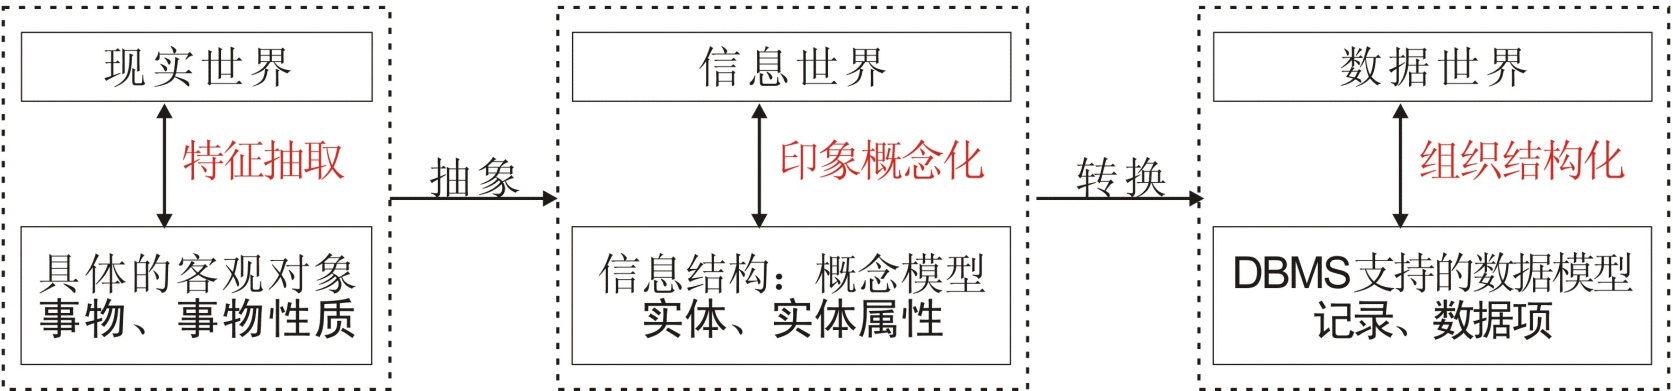 现实世界
特征抽取
具体的客观对象
事物、事物性质
抽象
信息世界
印象概念化
信息结构：概念模型
实体、实体属性
转换
数据世界
组织结构化
DBMS支持的数据模型
记录、数据项